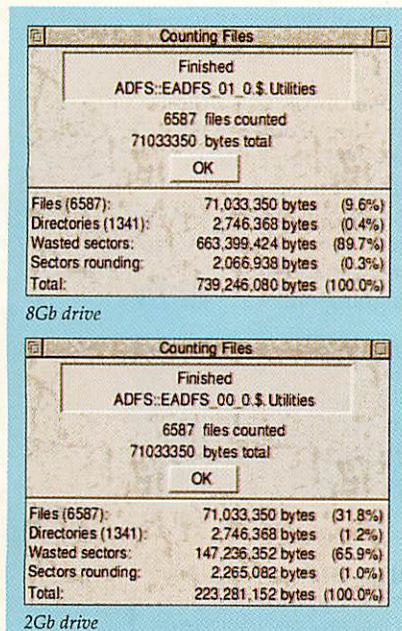 Counting Files
Finished
ADFS::EADFS_01_0.$.Utilities
6587 files counted
71033350 bytes total
OK
Files (6587): 71,033,350 bytes (9.6%)
Directories (1341): 2,746,368 bytes (0.4%)
Wasted sectors: 663,399,424 bytes (89.7%)
Sectors rounding: 2,066,938 bytes (0.3%)
Total: 739,246,080 bytes (100.0%)
8Gb drive
Counting Files
Finished
ADFS::EADFS_00_0.$.Utilities
6587 files counted
71033350 bytes total
OK
Files (6587): 71,033,350 bytes (31.8%)
Directories (1341): 2,746,368 bytes (1.2%)
Wasted sectors: 147,236,352 bytes (65.9%)
Sectors rounding: 2,265,082 bytes (1.0%)
Total: 223,281,152 bytes (100.0%)
2Gb drive